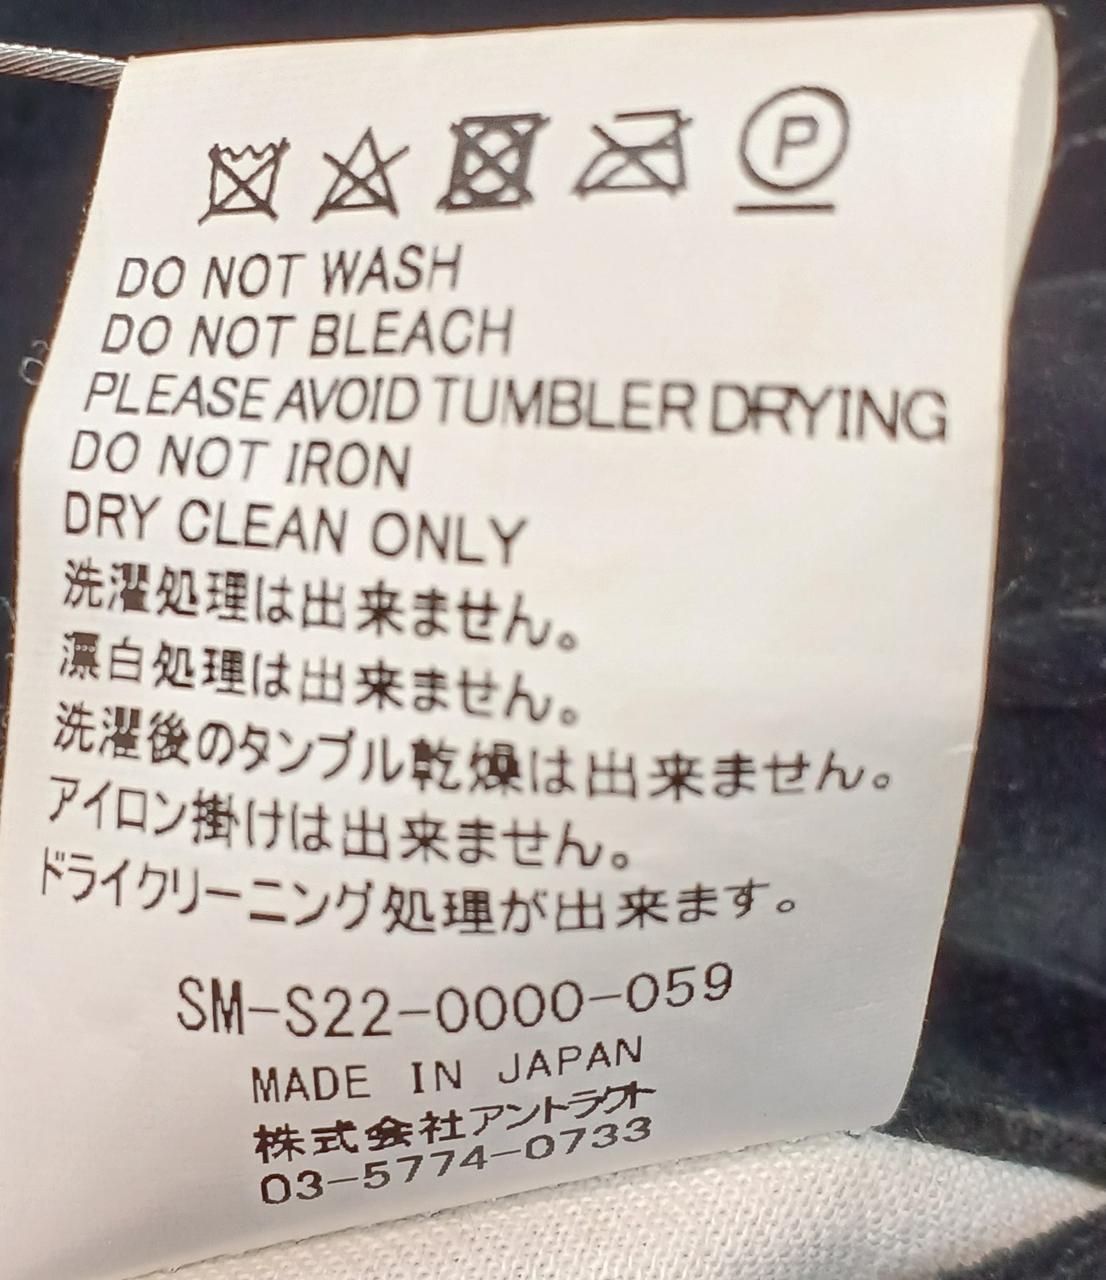 P
DO NOT WASH
DO NOT BLEACH
PLEASE AVOID TUMBLER DRYING
DO NOT IRON
DRY CLEAN ONLY
洗濯処理は出来ません。
漂白処理は出来ません。
洗濯後のタンブル乾燥は出来ません。
アイロン掛けは出来ません。
ドライクリーニング処理が出来ます。
SM-S22-0000-059
MADE IN JAPAN
株式会社アントラクト
03-5774-0733